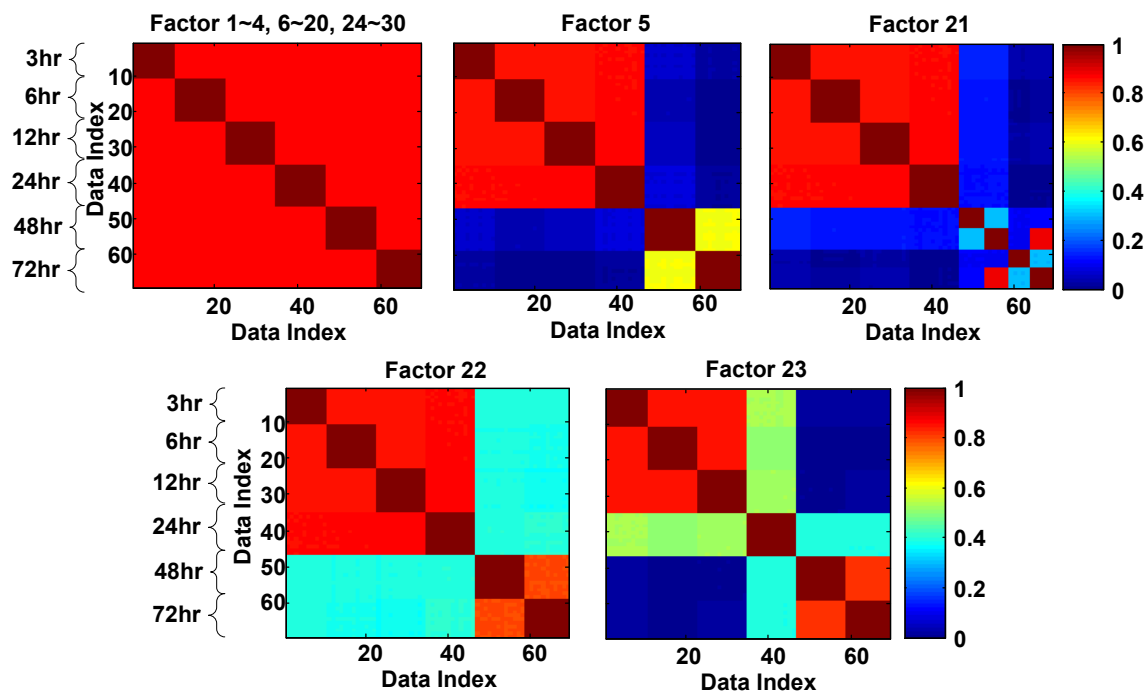 Factor 1~4, 6~20, 24~30
Factor 5
Factor 21
3hr
6hr
12hr
24hr
48hr
72hr
Data Index
10
20
30
40
50
60
20
40
60
Data Index
20
40
60
Data Index
20
40
60
Data Index
1
0.8
0.6
0.4
0.2
0
Factor 22
Factor 23
3hr
6hr
12hr
24hr
48hr
72hr
Data Index
10
20
30
40
50
60
20
40
60
Data Index
20
40
60
Data Index
1
0.8
0.6
0.4
0.2
0